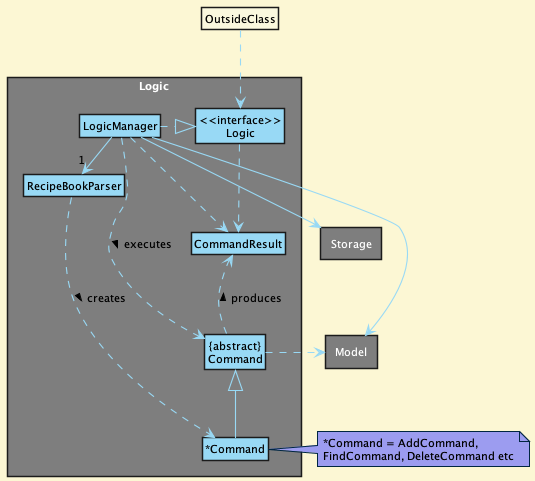 OutsideClass
Logic
LogicManager
<<interface>>
Logic
1
RecipeBookParser
CommandResult
Storage
executes
creates
produces
{abstract}
Command
Model
*Command
*Command = AddCommand,
FindCommand, DeleteCommand etc